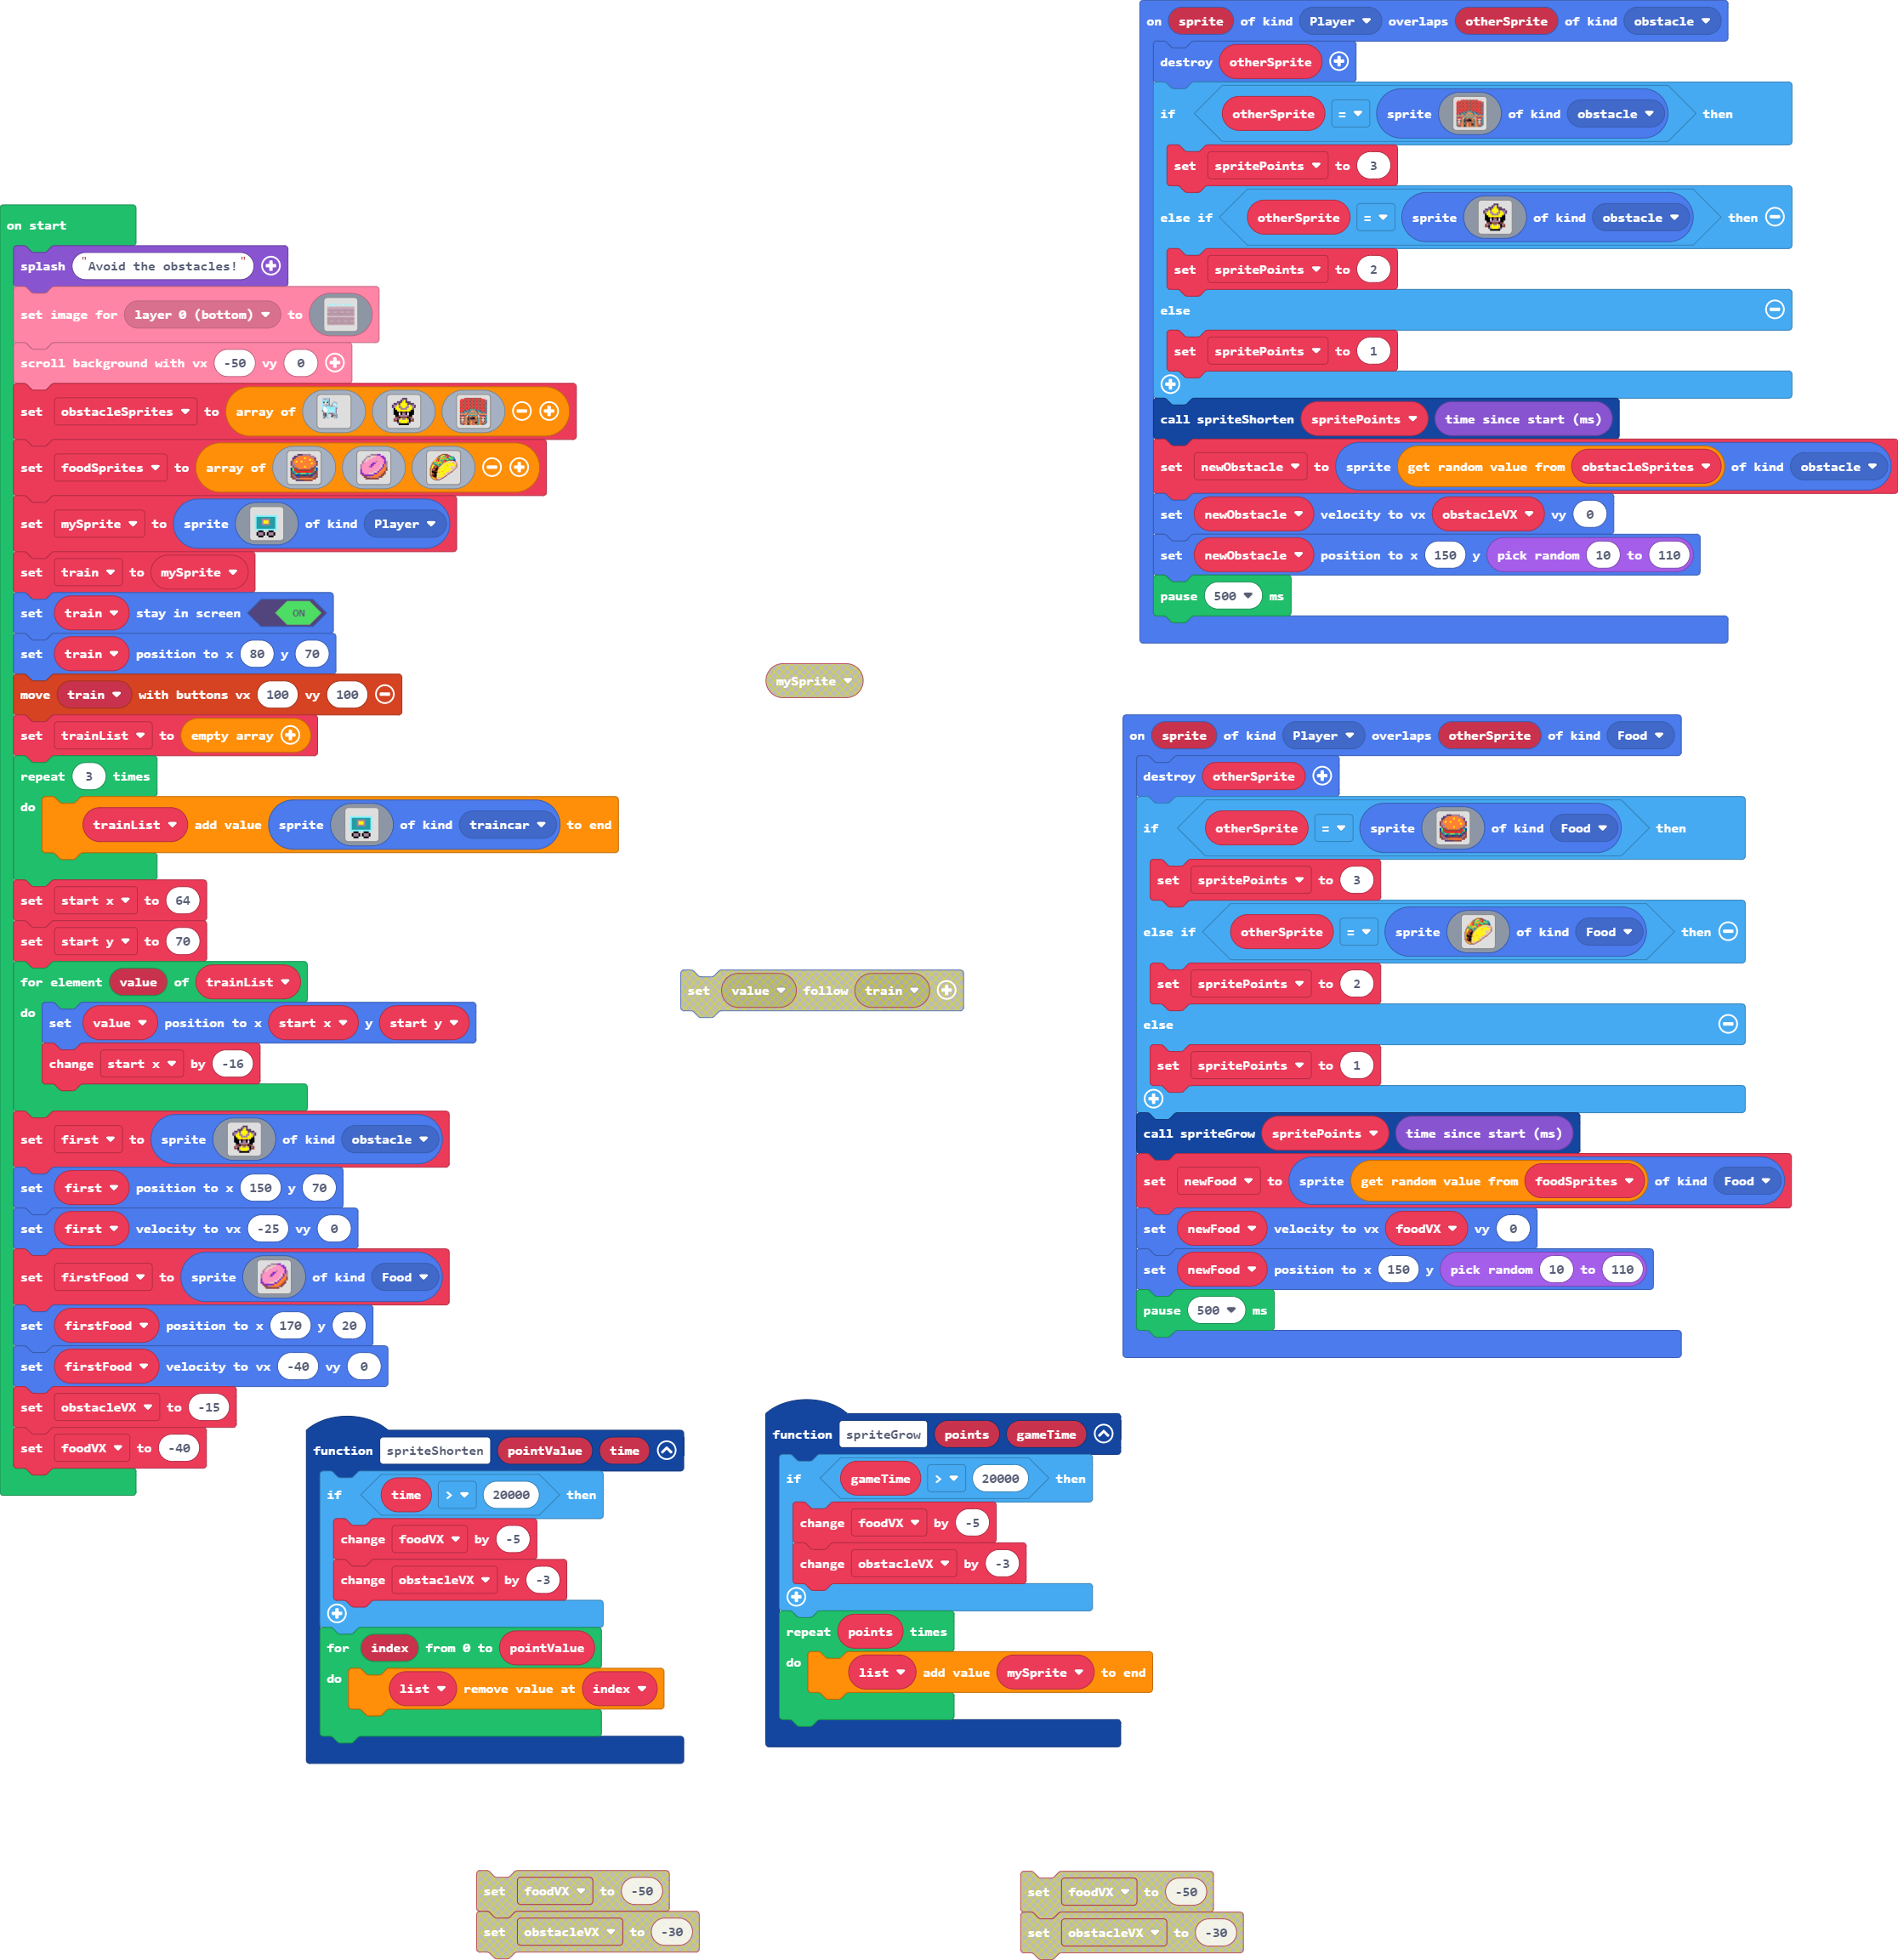 on start
splash "Avoid the obstacles!"
set image for layer 0 (bottom) to
scroll background with vx -50 vy 0
set obstacleSprites to array of
set foodSprites to array of
set mySprite to sprite of kind Player
set train to mySprite
set train stay in screen ON
set train position to x 80 y 70
move train with buttons vx 100 vy 100
set trainList to empty array
repeat 3 times
do
trainList add value sprite of kind traincar to end
set start x to 64
set start y to 70
for element value of trainList
do
set value position to x start x y start y
change start x by -16
set first to sprite of kind obstacle
set first position to x 150 y 70
set first velocity to vx -25 vy 0
set firstFood to sprite of kind Food
set firstFood position to x 170 y 20
set firstFood velocity to vx -40 vy 0
set obstacleVX to -15
set foodVX to -40
mySprite
set value follow train
on sprite of kind Player overlaps otherSprite of kind obstacle
destroy otherSprite
if otherSprite = sprite of kind obstacle then
set spritePoints to 3
else if otherSprite = sprite of kind obstacle then
set spritePoints to 2
else
set spritePoints to 1
call spriteShorten spritePoints time since start (ms)
set newObstacle to sprite get random value from obstacleSprites of kind obstacle
set newObstacle velocity to vx obstacleVX vy 0
set newObstacle position to x 150 y pick random 10 to 110
pause 500 ms
on sprite of kind Player overlaps otherSprite of kind Food
destroy otherSprite
if otherSprite = sprite of kind Food then
set spritePoints to 3
else if otherSprite = sprite of kind Food then
set spritePoints to 2
else
set spritePoints to 1
call spriteGrow spritePoints time since start (ms)
set newFood to sprite get random value from foodSprites of kind Food
set newFood velocity to vx foodVX vy 0
set newFood position to x 150 y pick random 10 to 110
pause 500 ms
function spriteShorten pointValue time
if time > 20000 then
change foodVX by -5
change obstacleVX by -3
for index from 0 to pointValue
do
list remove value at index
function spriteGrow points gameTime
if gameTime > 20000 then
change foodVX by -5
change obstacleVX by -3
repeat points times
do
list add value mySprite to end
set foodVX to -50
set obstacleVX to -30
set foodVX to -50
set obstacleVX to -30